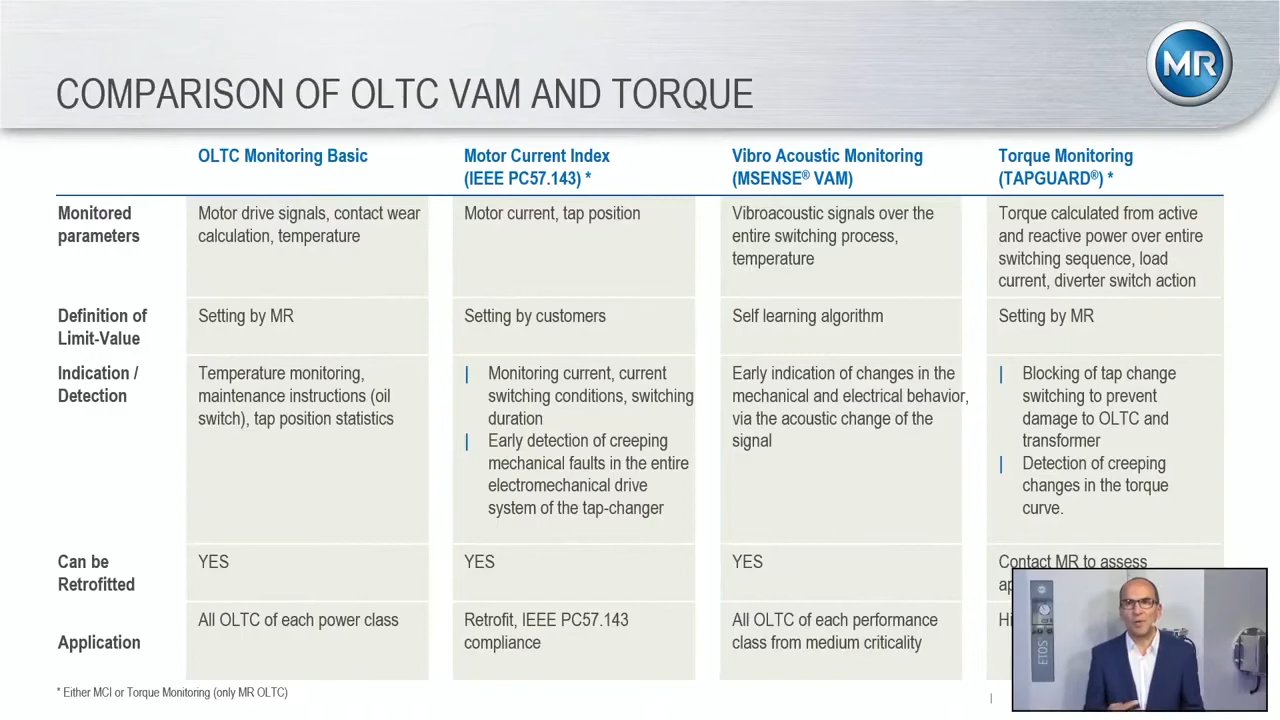 MR
COMPARISON OF OLTC VAM AND TORQUE
OLTC Monitoring Basic
Motor Current Index
(IEEE PC57.143) *
Vibro Acoustic Monitoring
(MSENSE® VAM)
Torque Monitoring
(TAPGUARD®) *
Monitored
parameters
Motor drive signals, contact wear
calculation, temperature
Motor current, tap position
Vibroacoustic signals over the
entire switching process,
temperature
Torque calculated from active
and reactive power over entire
switching sequence, load
current, diverter switch action
Definition of
Limit-Value
Setting by MR
Setting by customers
Self learning algorithm
Setting by MR
Indication /
Detection
Temperature monitoring,
maintenance instructions (oil
switch), tap position statistics
| Monitoring current, current
switching conditions, switching
duration
| Early detection of creeping
mechanical faults in the entire
electromechanical drive
system of the tap-changer
Early indication of changes in the
mechanical and electrical behavior,
via the acoustic change of the
signal
| Blocking of tap change
switching to prevent
damage to OLTC and
transformer
| Detection of creeping
changes in the torque
curve.
Can be
Retrofitted
YES
YES
YES
Contact MR to assess
Application
All OLTC of each power class
Retrofit, IEEE PC57.143
compliance
All OLTC of each performance
class from medium criticality
* Either MCI or Torque Monitoring (only MR OLTC)
|
ETOS